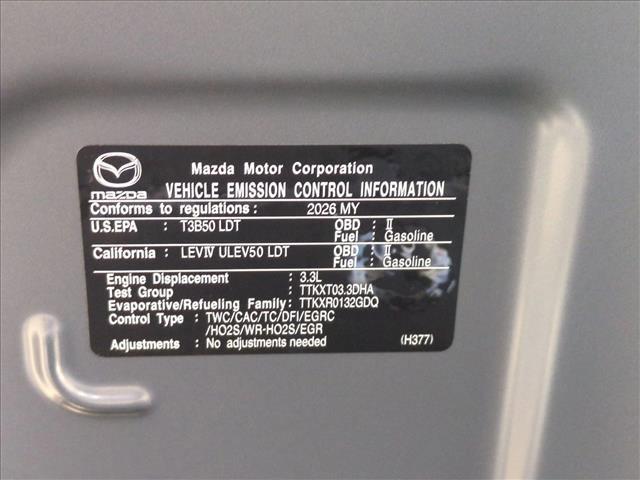 Mazda Motor Corporation
mazda VEHICLE EMISSION CONTROL INFORMATION
Conforms to regulations : 2026 MY
U.S.EPA : T3B50 LDT OBD : II
Fuel : Gasoline
California : LEVIV ULEV50 LDT OBD : II
Fuel : Gasoline
Engine Displacement : 3.3L
Test Group : TTKXT03.3DHA
Evaporative/Refueling Family: TTKXR0132GDQ
Control Type : TWC/CAC/TC/DFI/EGRC
/HO2S/WR-HO2S/EGR
Adjustments : No adjustments needed (H377)